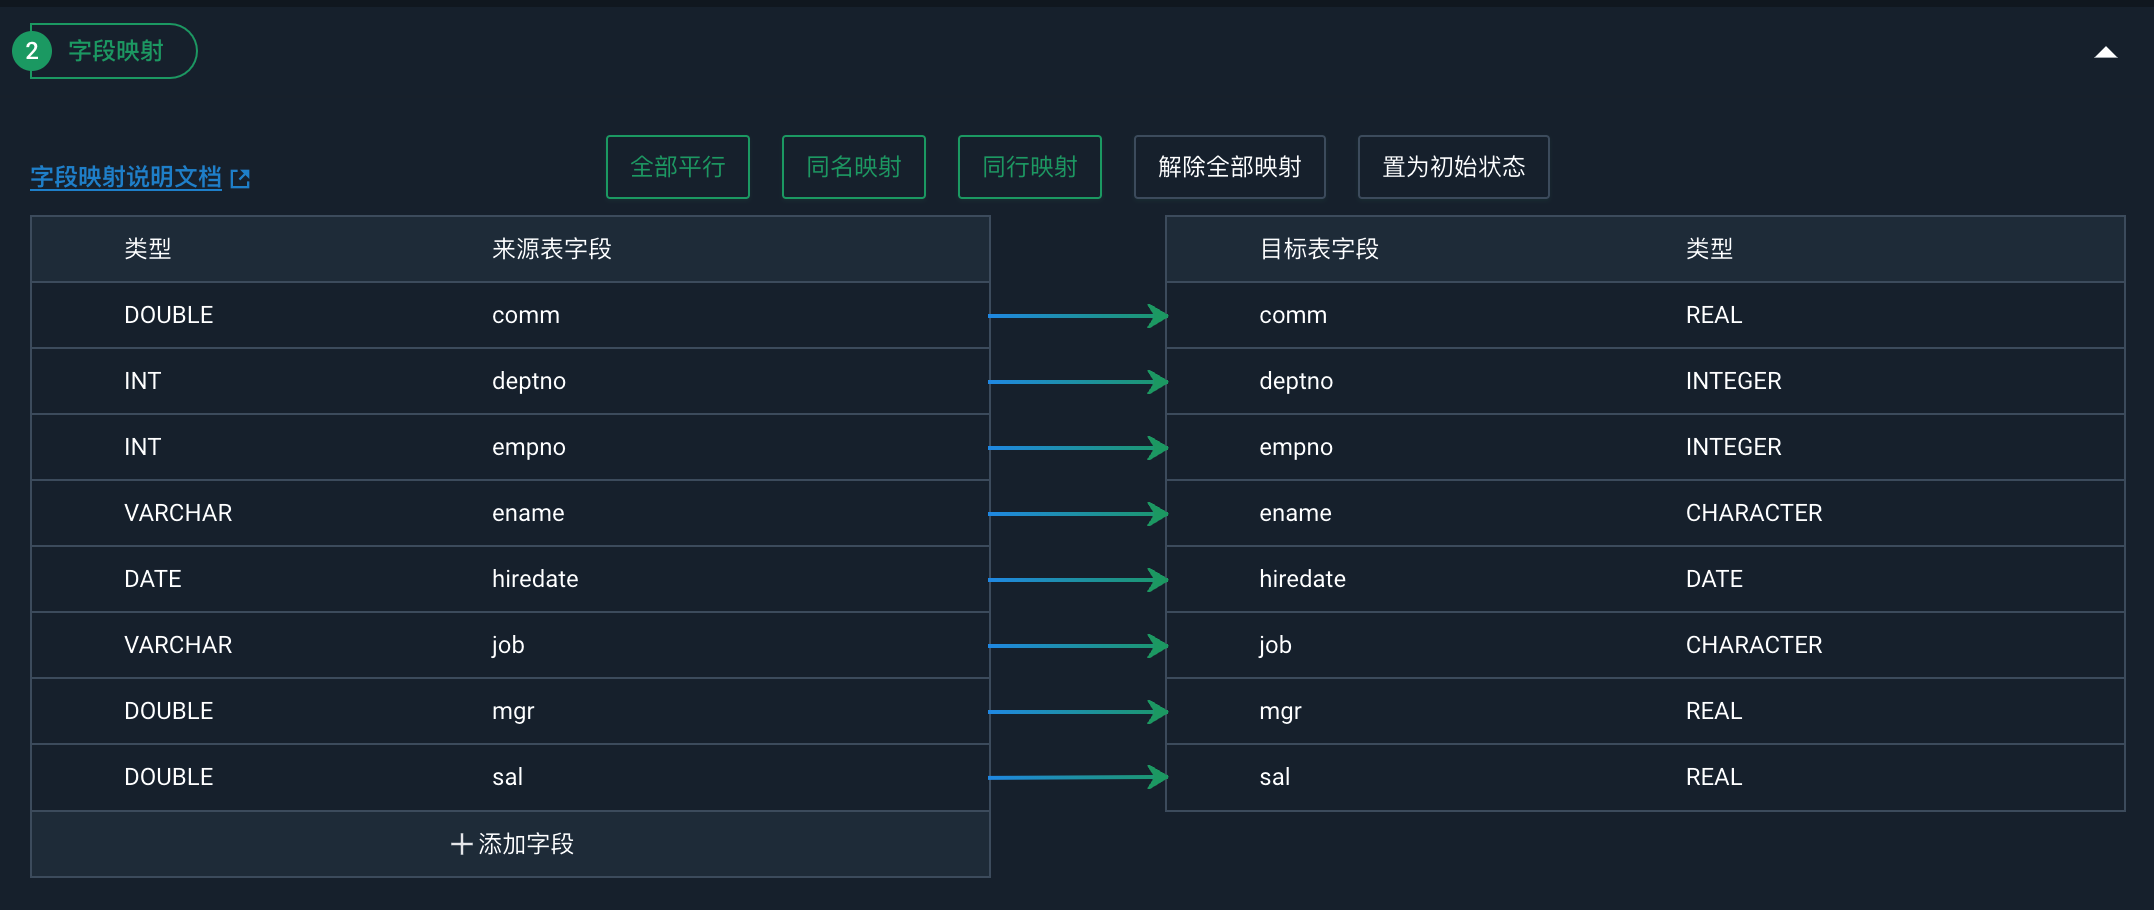 2 字段映射
字段映射说明文档 全部平行 同名映射 同行映射 解除全部映射 置为初始状态
类型 来源表字段 目标表字段 类型
DOUBLE comm comm REAL
INT deptno deptno INTEGER
INT empno empno INTEGER
VARCHAR ename ename CHARACTER
DATE hiredate hiredate DATE
VARCHAR job job CHARACTER
DOUBLE mgr mgr REAL
DOUBLE sal sal REAL
+ 添加字段